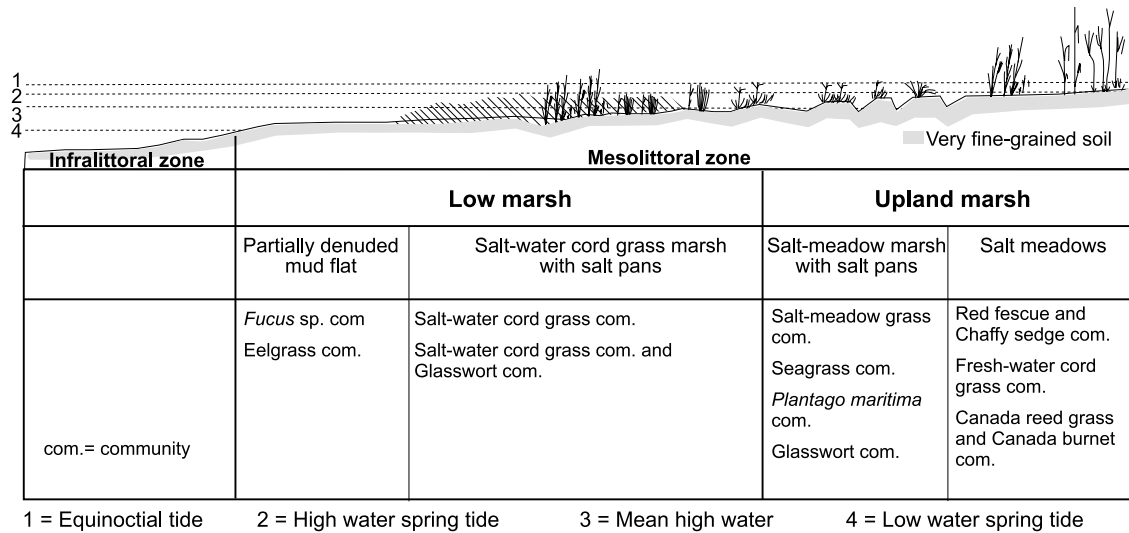 1
2
3
4
Very fine-grained soil
Infralittoral zone
Mesolittoral zone
Low marsh
Upland marsh
Partially denuded
mud flat
Salt-water cord grass marsh
with salt pans
Salt-meadow marsh
with salt pans
Salt meadows
Fucus sp. com
Eelgrass com.
Salt-water cord grass com.
Salt-water cord grass com. and
Glasswort com.
Salt-meadow grass
com.
Seagrass com.
Plantago maritima
com.
Glasswort com.
Red fescue and
Chaffy sedge com.
Fresh-water cord
grass com.
Canada reed grass
and Canada burnet
com.
com.= community
1 = Equinoctial tide
2 = High water spring tide
3 = Mean high water
4 = Low water spring tide